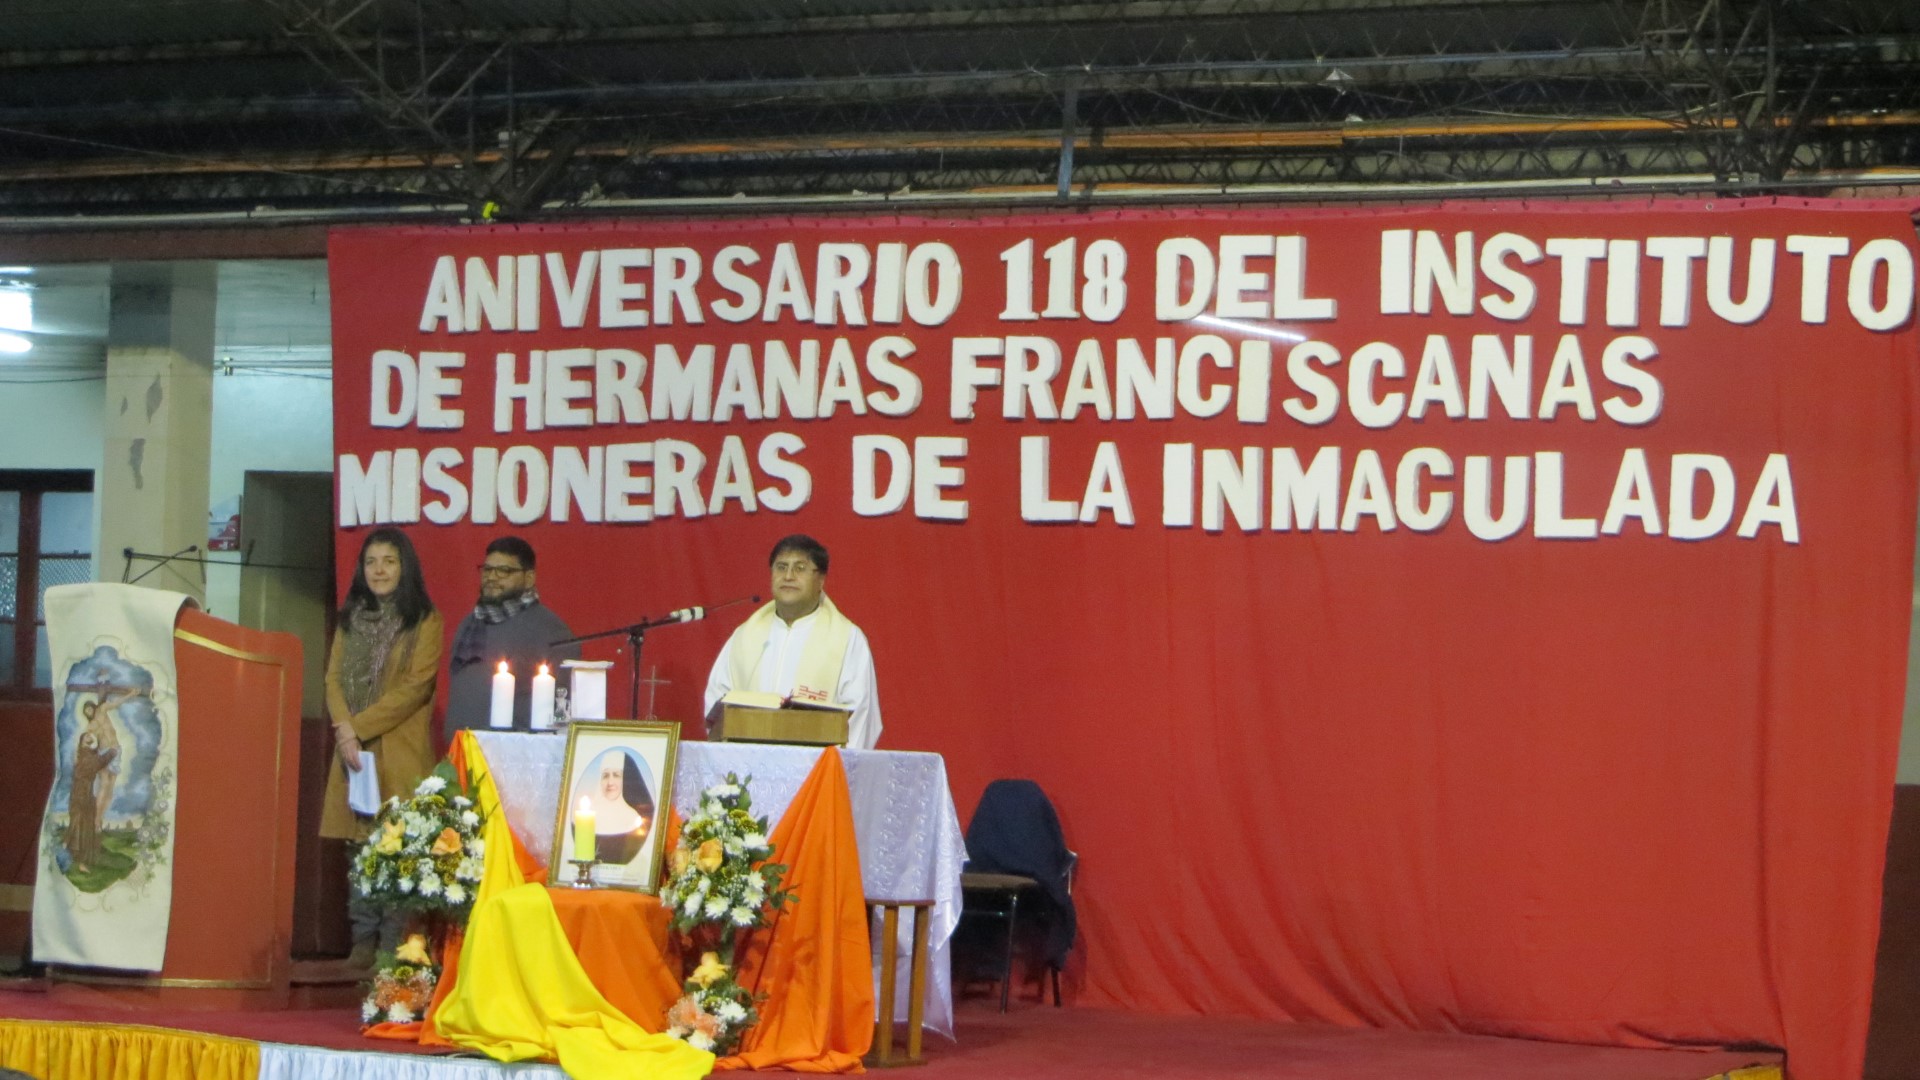 ANIVERSARIO 118 DEL INSTITUTO
DE HERMANAS FRANCISCANAS
MISIONERAS DE LA INMACULADA